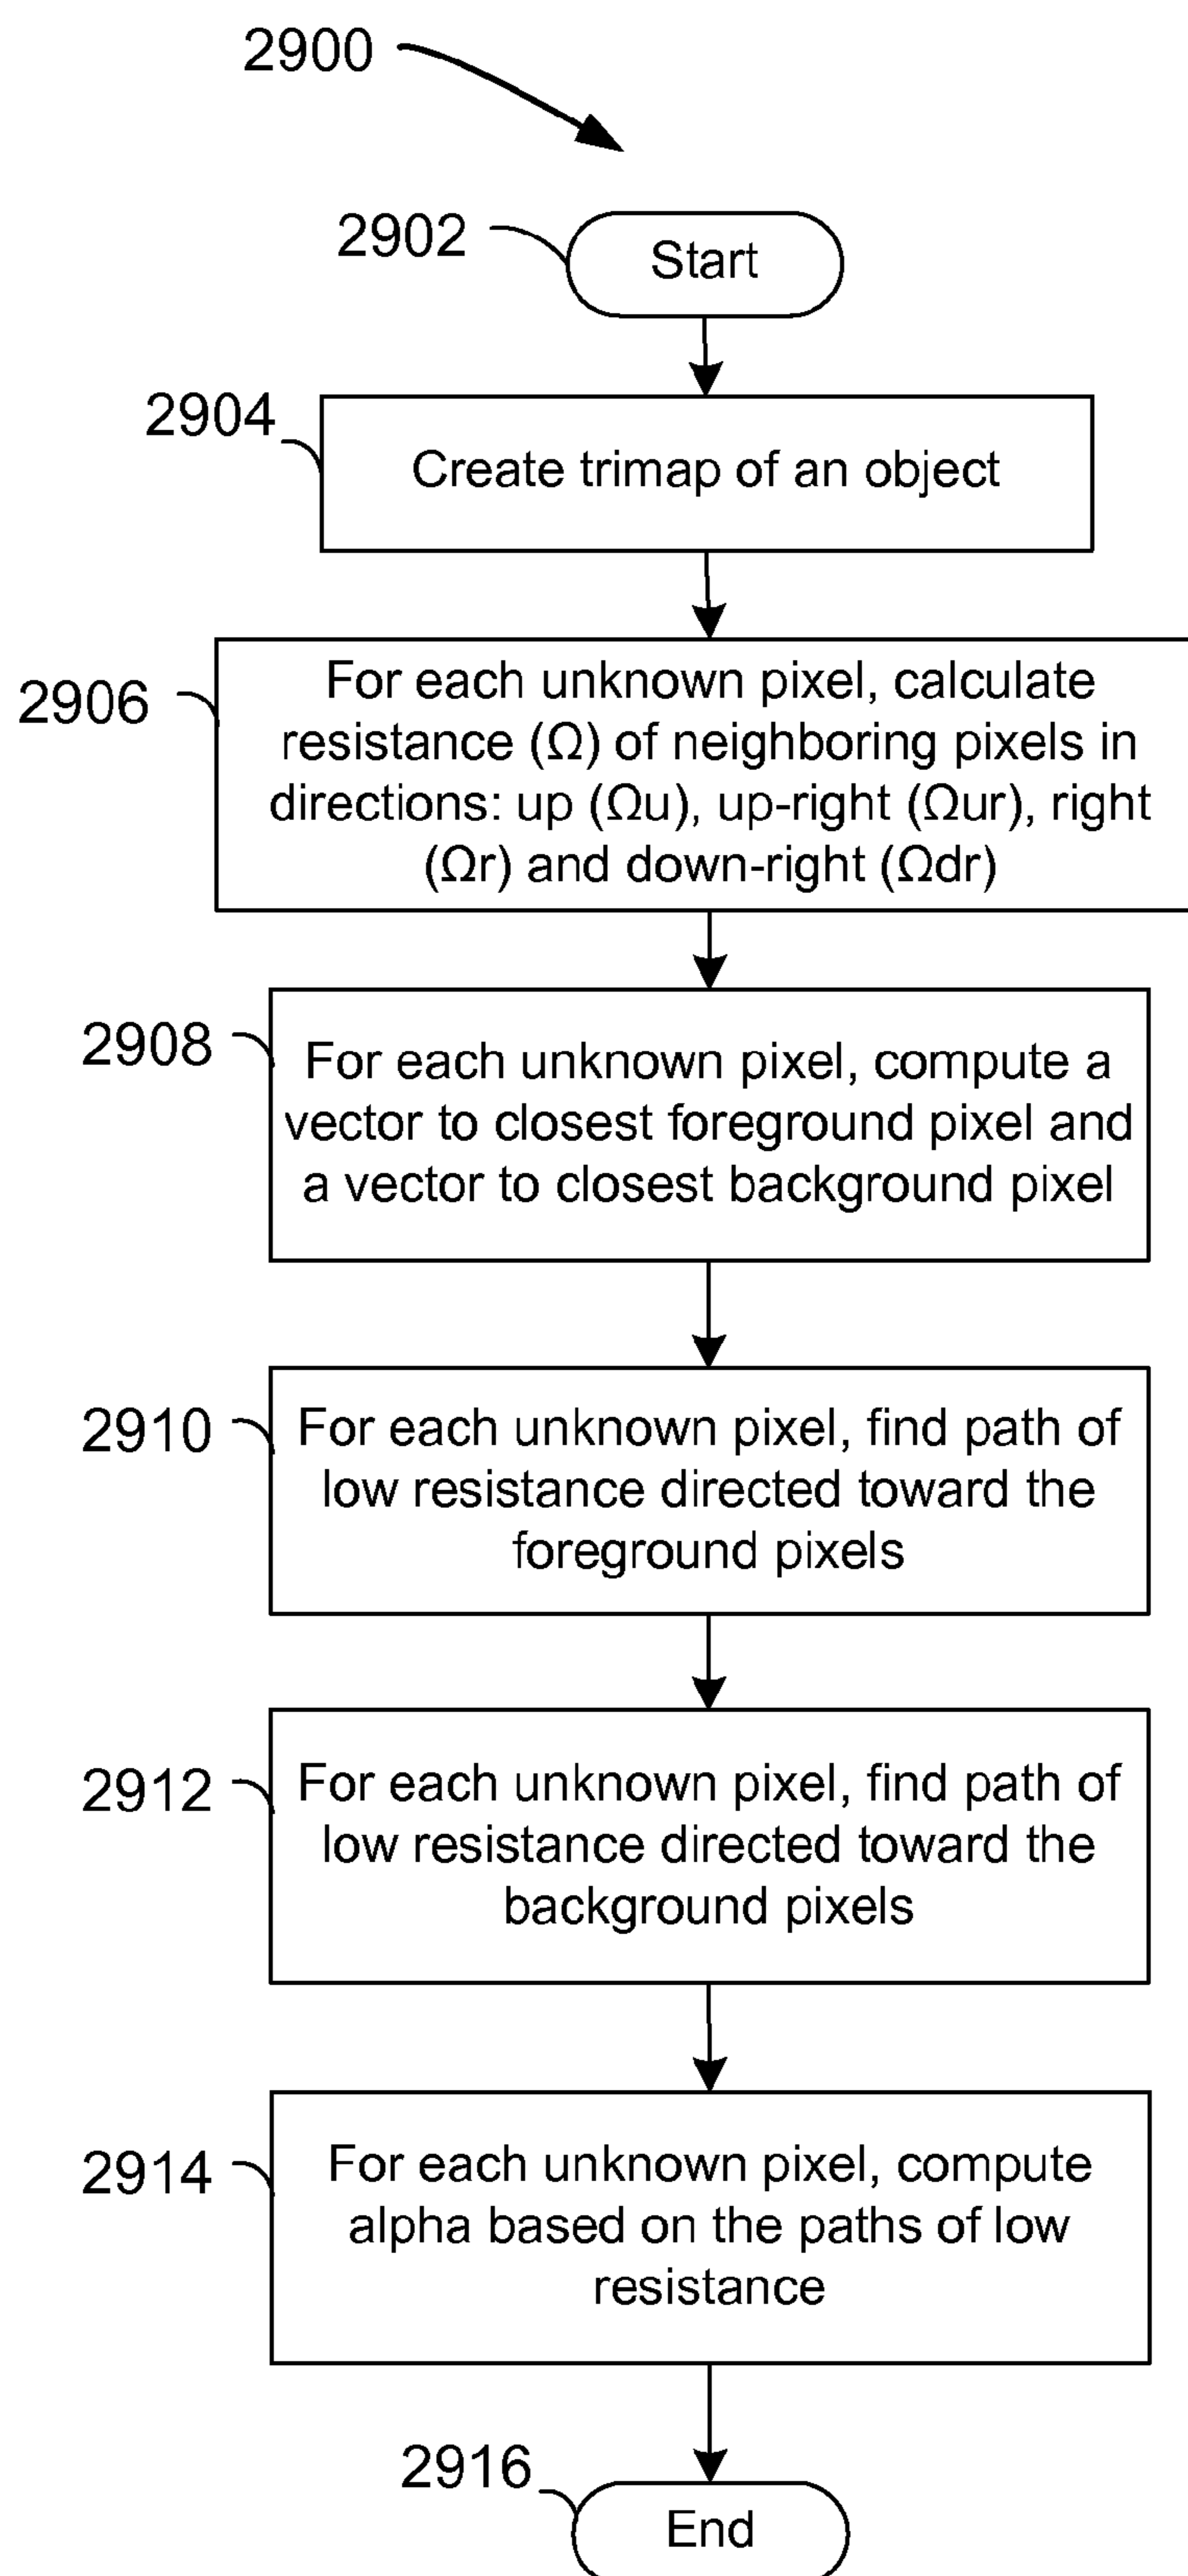 2900
2902
Start
2904
Create trimap of an object
2906
For each unknown pixel, calculate
resistance (Ω) of neighboring pixels in
directions: up (Ωu), up-right (Ωur), right
(Ωr) and down-right (Ωdr)
2908
For each unknown pixel, compute a
vector to closest foreground pixel and
a vector to closest background pixel
2910
For each unknown pixel, find path of
low resistance directed toward the
foreground pixels
2912
For each unknown pixel, find path of
low resistance directed toward the
background pixels
2914
For each unknown pixel, compute
alpha based on the paths of low
resistance
2916
End